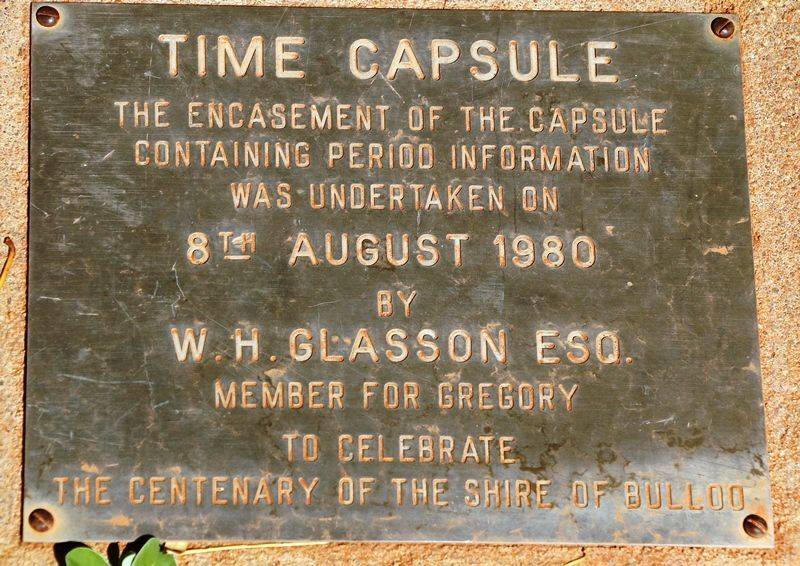 TIME CAPSULE
THE ENCASEMENT OF THE CAPSULE
CONTAINING PERIOD INFORMATION
WAS UNDERTAKEN ON
8TH AUGUST 1980
BY
W.H. GLASSON ESQ.
MEMBER FOR GREGORY
TO CELEBRATE
THE CENTENARY OF THE SHIRE OF BULLOO